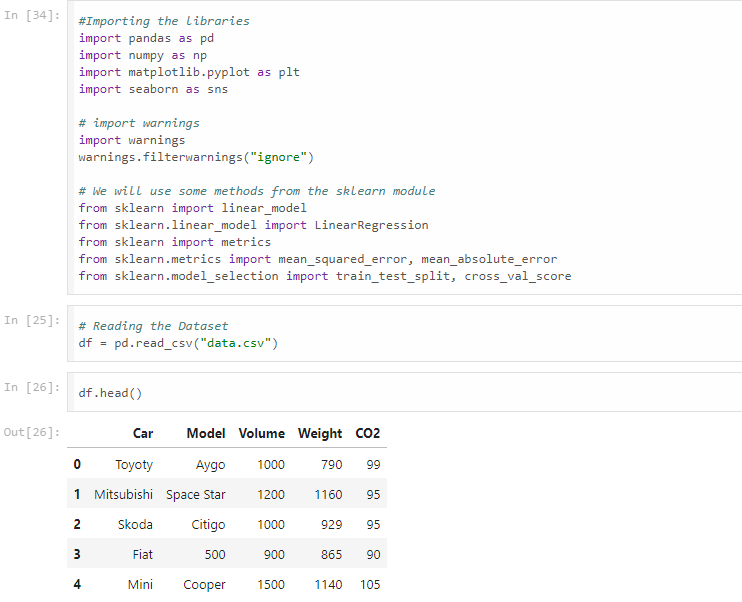 In [34]:
#Importing the libraries
import pandas as pd
import numpy as np
import matplotlib.pyplot as plt
import seaborn as sns
# import warnings
import warnings
warnings.filterwarnings("ignore")
# We will use some methods from the sklearn module
from sklearn import linear_model
from sklearn.linear_model import LinearRegression
from sklearn import metrics
from sklearn.metrics import mean_squared_error, mean_absolute_error
from sklearn.model_selection import train_test_split, cross_val_score
In [25]:
# Reading the Dataset
df = pd.read_csv("data.csv")
In [26]:
df.head()
Out[26]:
Car Model Volume Weight CO2
0 Toyoty Aygo 1000 790 99
1 Mitsubishi Space Star 1200 1160 95
2 Skoda Citigo 1000 929 95
3 Fiat 500 900 865 90
4 Mini Cooper 1500 1140 105